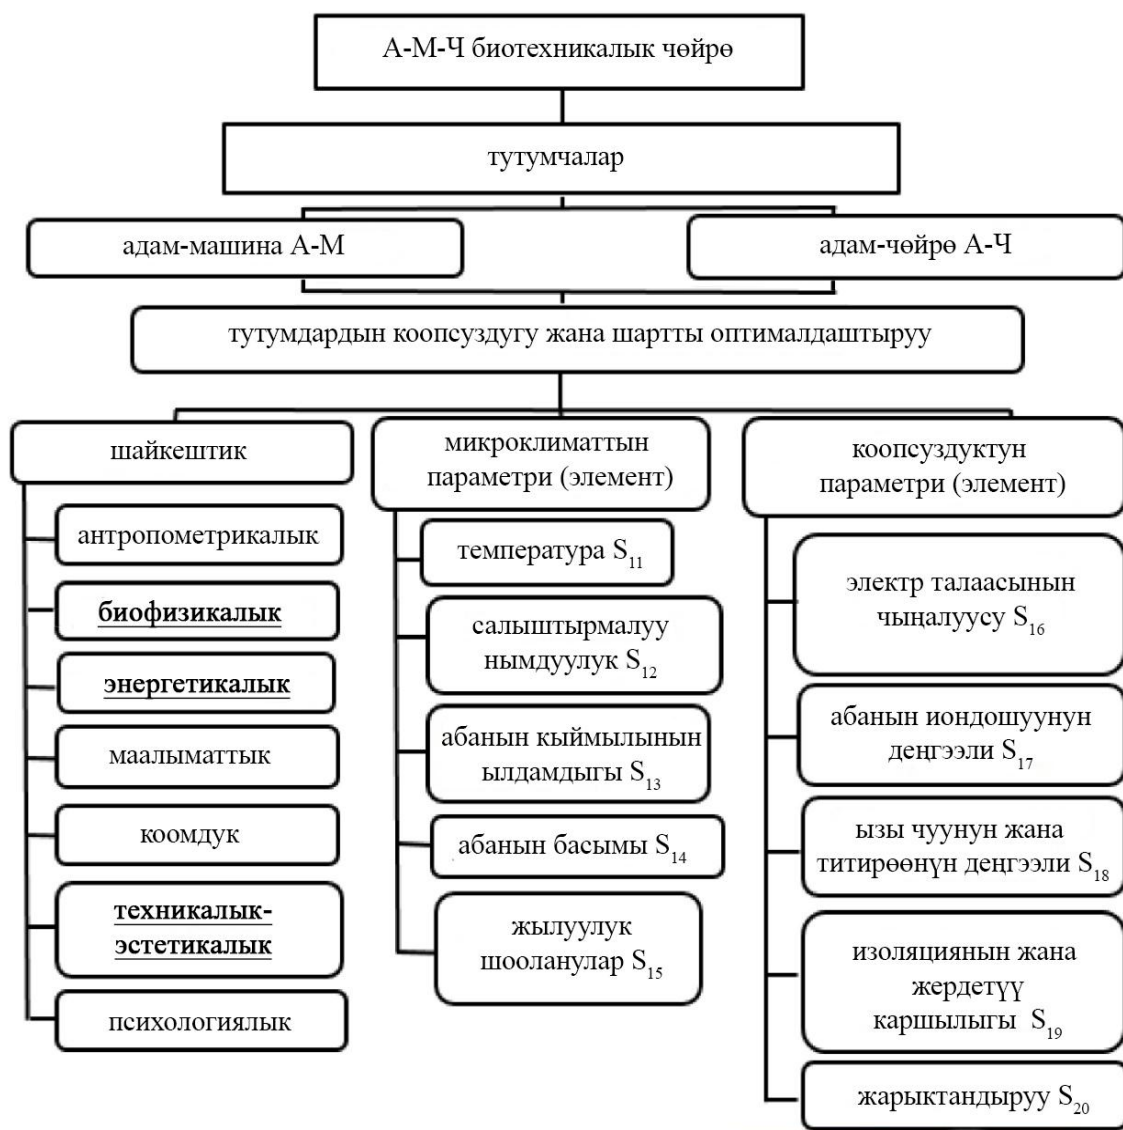 А-М-Ч биотехникалык чөйрө
тутумчалар
адам-машина А-М
адам-чөйрө А-Ч
тутумдардын коопсуздугу жана шартты оптималдаштыруу
шайкештик
антропометрикалык
биофизикалык
энергетикалык
маалыматтык
коомдук
техникалык-
эстетикалык
психологиялык
микроклиматтын
параметри (элемент)
температура S₁₁
салыштырмалуу
нымдуулук S₁₂
абанын кыймылынын
ылдамдыгы S₁₃
абанын басымы S₁₄
жылуулук
шооланулар S₁₅
коопсуздуктун
параметри (элемент)
электр талаасынын
чыңалуусу S₁₆
абанын иондошуунун
деңгээли S₁₇
ызы чуунун жана
титирөөнүн деңгээли S₁₈
изоляциянын жана
жердетүү
каршылыгы S₁₉
жарыктандыруу S₂₀